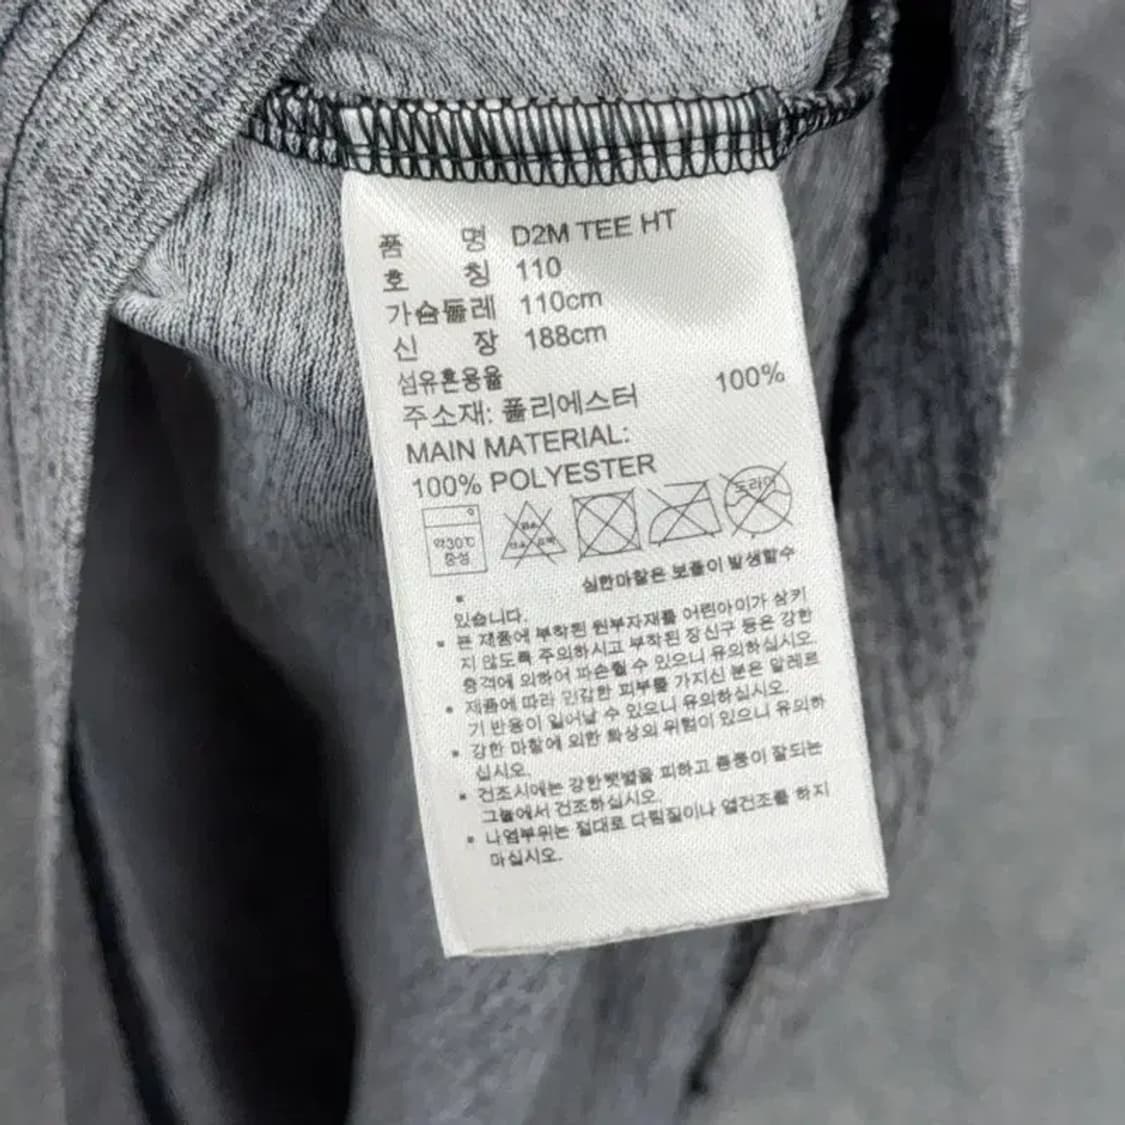 품 명 D2M TEE HT
호 칭 110
가슴둘레 110cm
신 장 188cm
섬유혼용율
주소재: 폴리에스터 100%
MAIN MATERIAL:
100% POLYESTER
약30℃
중성
드라이
심한마찰은 보풀이 발생할수
있습니다.
본 제품에 부착된 원부자재를 어린아이가 삼키
지 않도록 주의하시고 부착된 장신구 등은 강한
충격에 의하여 파손될 수 있으니 유의하십시오.
제품에 따라 민감한 피부를 가지신 분은 알레르
기 반응이 일어날 수 있으니 유의하십시오.
강한 마찰에 의한 화상의 위험이 있으니 유의하
십시오.
건조시에는 강한햇볕을 피하고 통풍이 잘되는
그늘에서 건조하십시오.
나염부위는 절대로 다림질이나 열건조를 하지
마십시오.